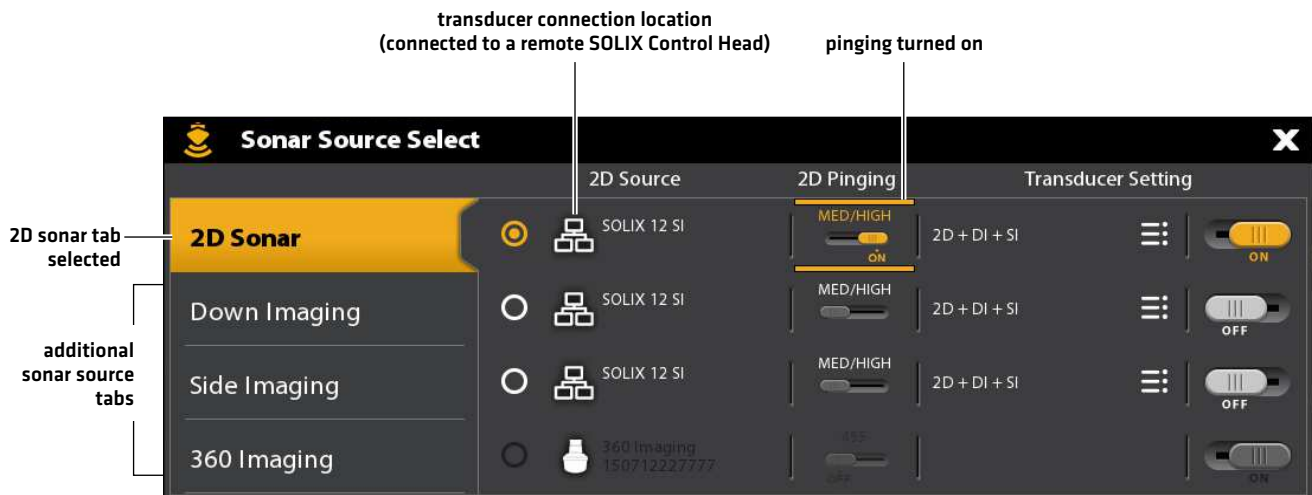 transducer connection location
(connected to a remote SOLIX Control Head)
pinging turned on
Sonar Source Select
X
2D Source
2D Pinging
Transducer Setting
2D sonar tab
selected
2D Sonar
SOLIX 12 SI
MED/HIGH
ON
2D + DI + SI
ON
additional
sonar source
tabs
Down Imaging
SOLIX 12 SI
MED/HIGH
2D + DI + SI
OFF
Side Imaging
SOLIX 12 SI
MED/HIGH
2D + DI + SI
OFF
360 Imaging
360 Imaging
150712227777
455
ON